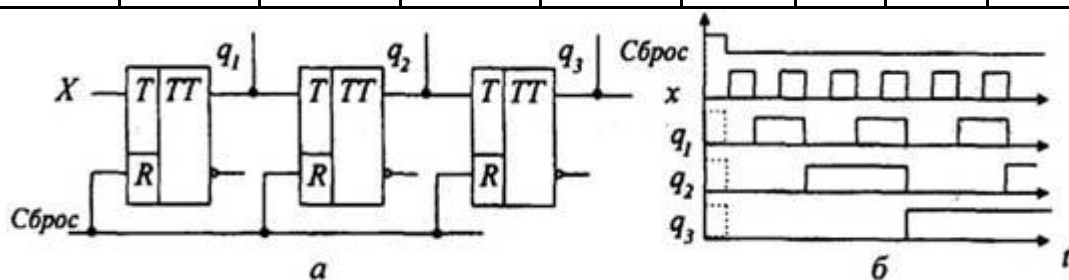 q₁ q₂ q₃
X T TT T TT T TT
R R R
Сброс
а
Сброс
x
q₁
q₂
q₃
t
б